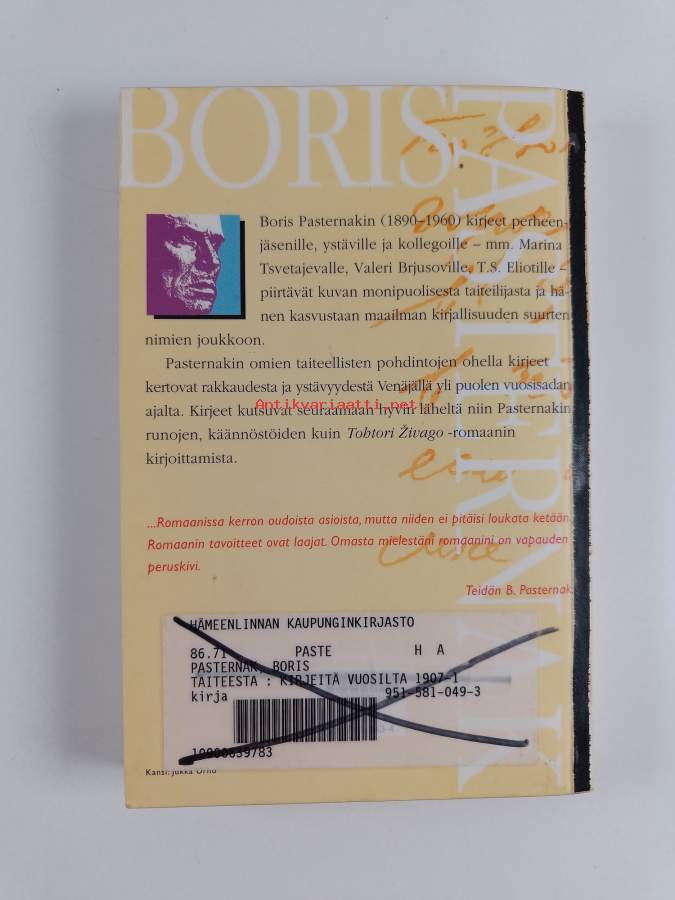 BORIS
PASTERNAK
Boris Pasternakin (1890–1960) kirjeet perheen-
jäsenille, ystäville ja kollegoille – mm. Marina
Tsvetajevalle, Valeri Brjusoville, T.S. Eliotille –
piirtävät kuvan monipuolisesta taiteilijasta ja hä-
nen kasvustaan maailman kirjallisuuden suurten
nimien joukkoon.
Pasternakin omien taiteellisten pohdintojen ohella kirjeet
kertovat rakkaudesta ja ystävyydestä Venäjällä yli puolen vuosisadan
Antikvariaatti.net
ajalta. Kirjeet kutsuvat seuraamaan hyvin läheltä niin Pasternakin
runojen, käännöstöiden kuin Tohtori Živago -romaanin
kirjoittamista.
...Romaanissa kerron oudoista asioista, mutta niiden ei pitäisi loukata ketään.
Romaanin tavoitteet ovat laajat. Omasta mielestäni romaanini on vapauden
peruskivi.
Teidän B. Pasternak
HÄMEENLINNAN KAUPUNGINKIRJASTO
86.71 PASTE H A
PASTERNAK, BORIS
TAITEESTA : KIRJEITÄ VUOSILTA 1907-1
kirja 951-581-049-3
10000059783
Kansi: Jukka